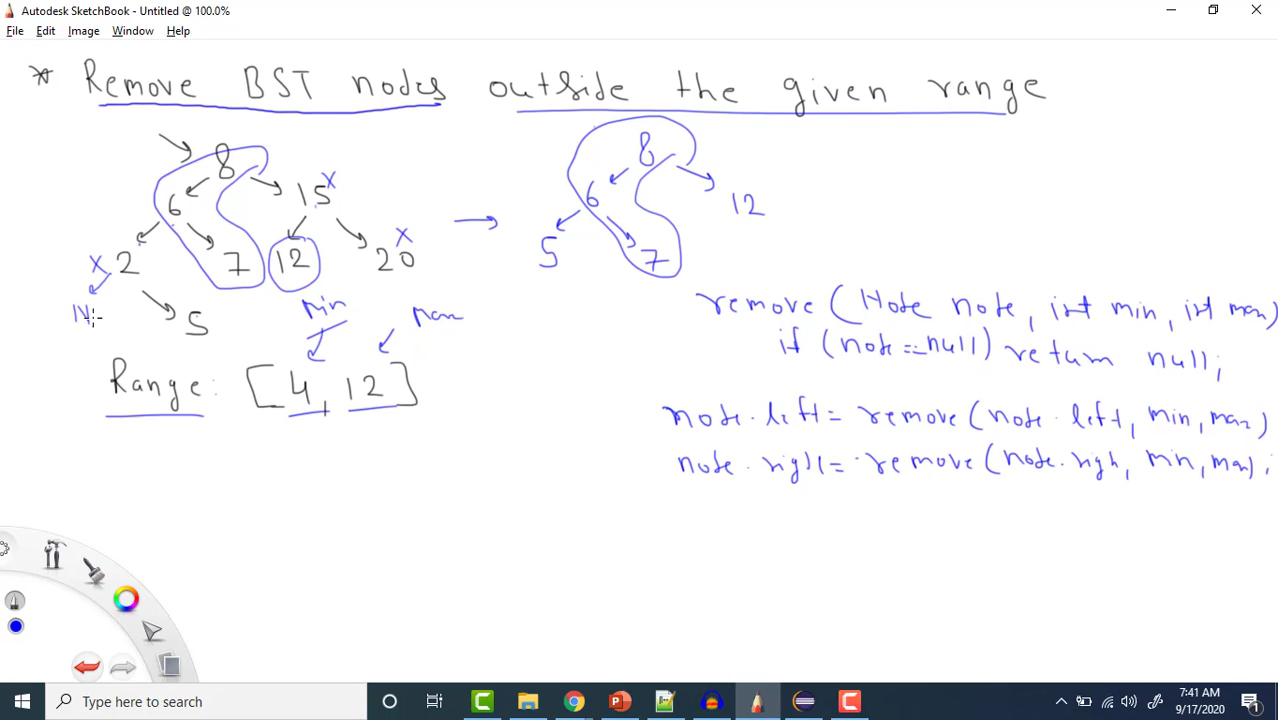 Autodesk SketchBook - Untitled @ 100.0%
File Edit Image Window Help
* Remove BST nodes outside the given range
8
6 15 x
x 2 7 12 20 x
5
8
6 12
5 7
min max
Range: [4, 12]
remove (Node node, int min, int max)
if (node == null) return null;
node.left = remove (node.left, min, max)
node.right = remove (node.righ, min, max);
Type here to search
7:41 AM
9/17/2020
1